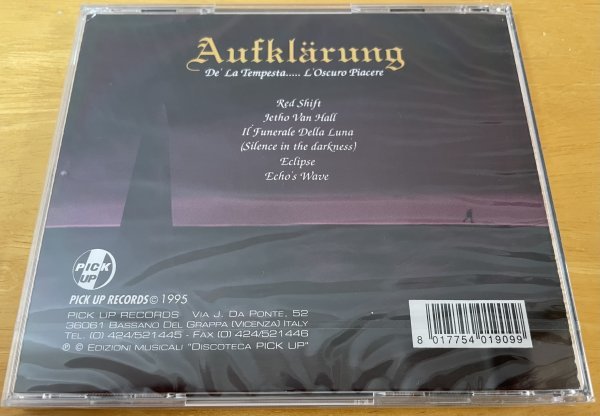 Aufklärung
De' La Tempesta..... L'Oscuro Piacere
Red Shift
Jetho Van Hall
Il Funerale Della Luna
(Silence in the darkness)
Eclipse
Echo's Wave
PICK
UP
PICK UP RECORDS © 1995
PICK UP RECORDS VIA J. DA PONTE, 52
36061 BASSANO DEL GRAPPA (VICENZA) ITALY
TEL. (0) 424/521445 - FAX (0) 424/521446
℗ © EDIZIONI MUSICALI "DISCOTECA PICK UP"
8 017754 019099